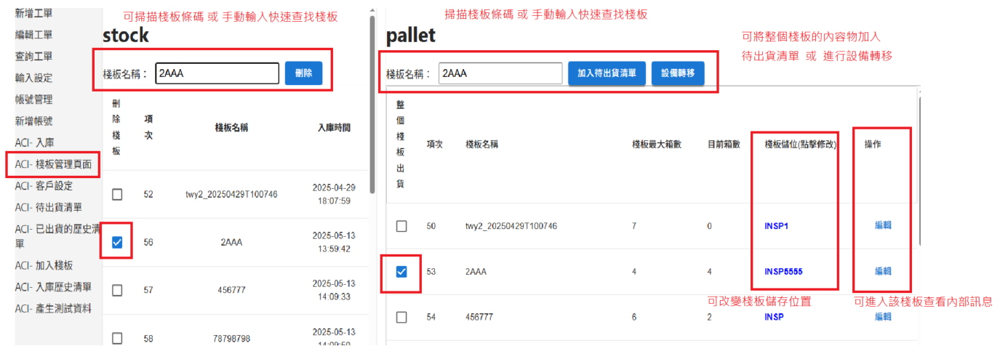 新增工單
編輯工單
查詢工單
輸入設定
帳號管理
新增帳號
ACI- 入庫
ACI- 棧板管理頁面
ACI- 客戶設定
ACI- 待出貨清單
ACI- 已出貨的歷史清
單
ACI- 加入棧板
ACI- 入庫歷史清單
ACI- 產生測試資料
可掃描棧板條碼 或 手動輸入快速查找棧板
stock
棧板名稱： 2AAA 刪除
刪除棧板 項次 棧板名稱 入庫時間
52 twy2_20250429T100746 2025-04-29
18:07:59
56 2AAA 2025-05-13
13:59:42
57 456777 2025-05-13
14:09:33
58 78798798 2025-05-13
14:09:50
掃描棧板條碼 或 手動輸入快速查找棧板
pallet
可將整個棧板的內容物加入
待出貨清單 或 進行設備轉移
棧板名稱： 2AAA 加入待出貨清單 設備轉移
整個棧板出貨 項次 棧板名稱 棧板最大箱數 目前箱數 棧板儲位(點擊修改) 操作
50 twy2_20250429T100746 7 0 INSP1 編輯
53 2AAA 4 4 INSP5555 編輯
可改變棧板儲存位置 可進入該棧板查看內部訊息
54 456777 6 2 INSP 編輯